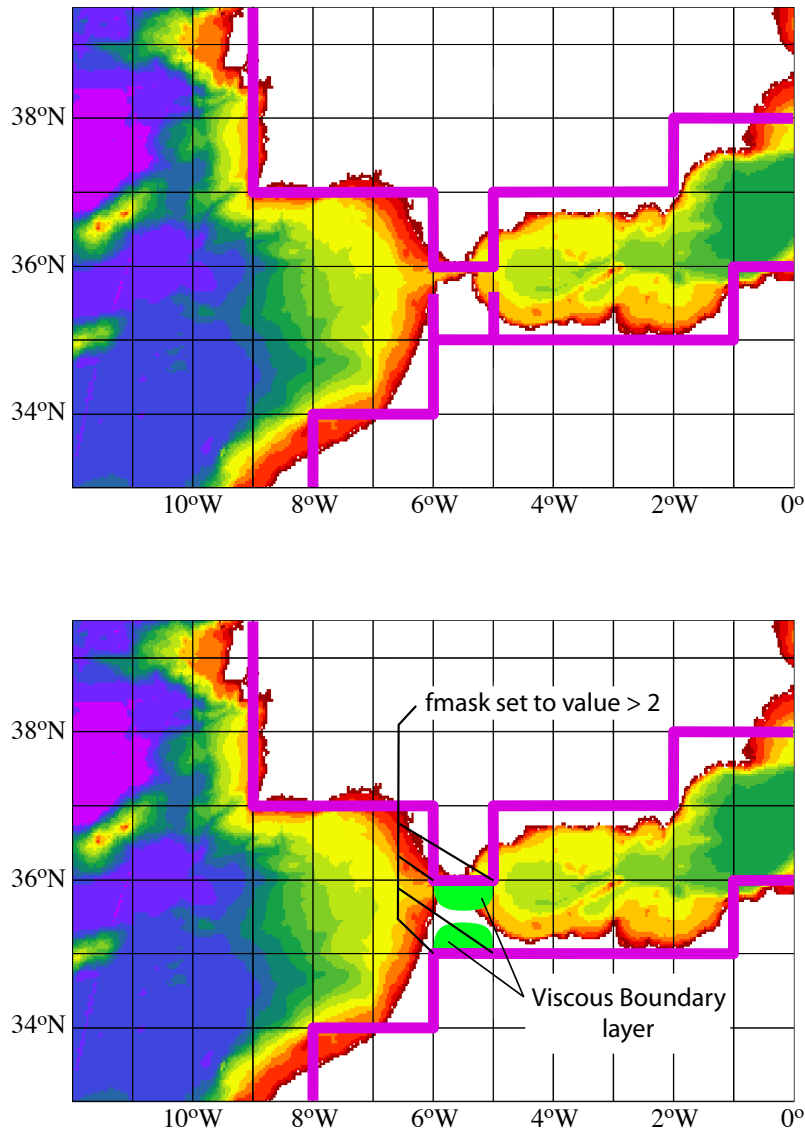 38ºN
36ºN
34ºN
10ºW 8ºW 6ºW 4ºW 2ºW 0º
fmask set to value > 2
38ºN
36ºN
Viscous Boundary
layer
34ºN
10ºW 8ºW 6ºW 4ºW 2ºW 0º